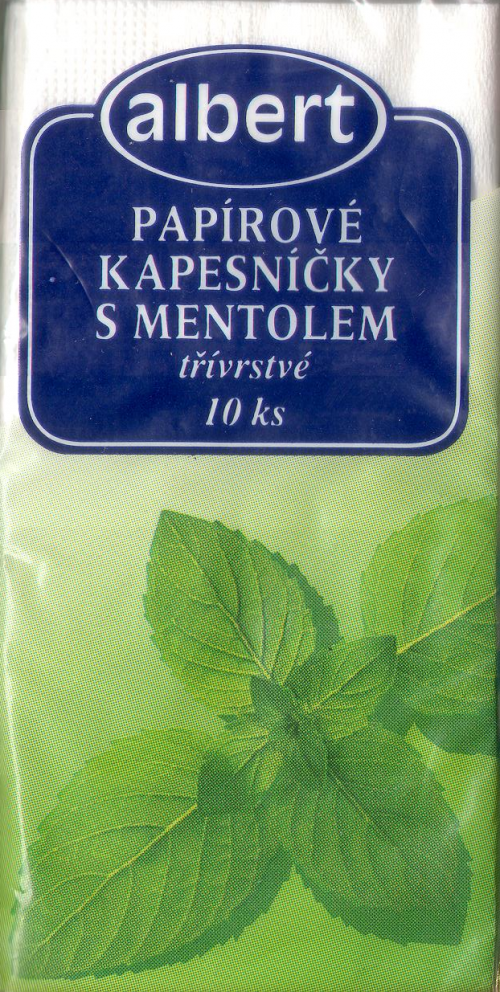 albert
PAPÍROVÉ
KAPESNÍČKY
S MENTOLEM
třívrstvé
10 ks